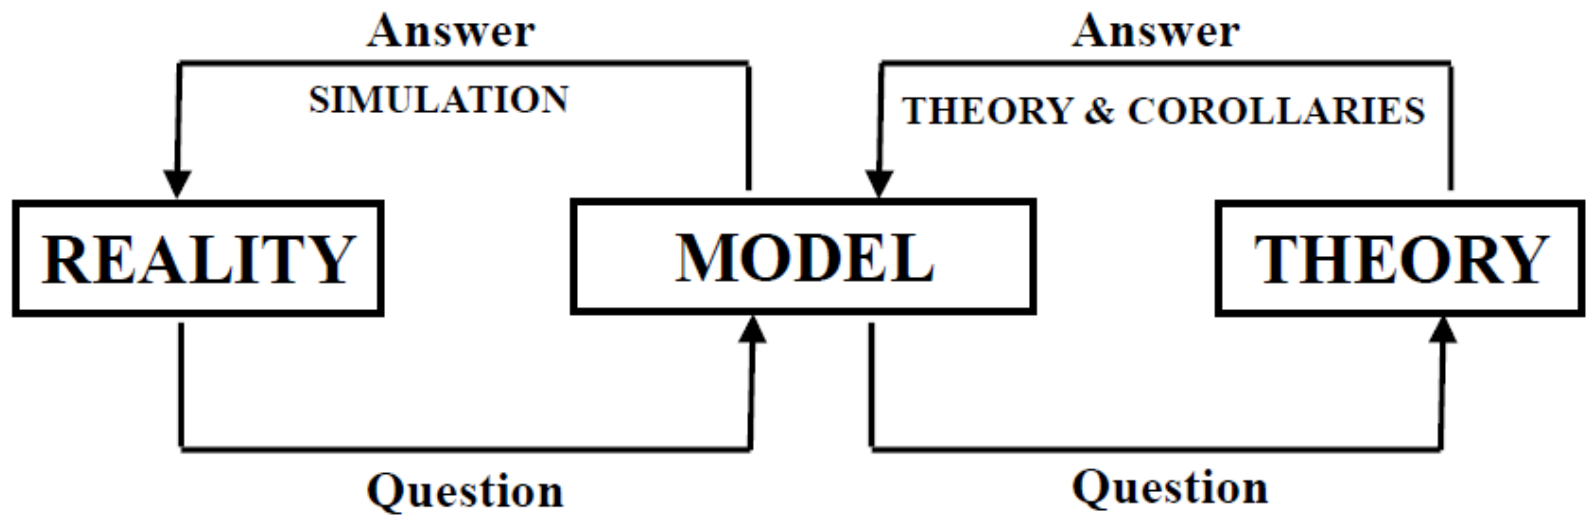 Answer
Answer
SIMULATION
THEORY & COROLLARIES
REALITY
MODEL
THEORY
Question
Question